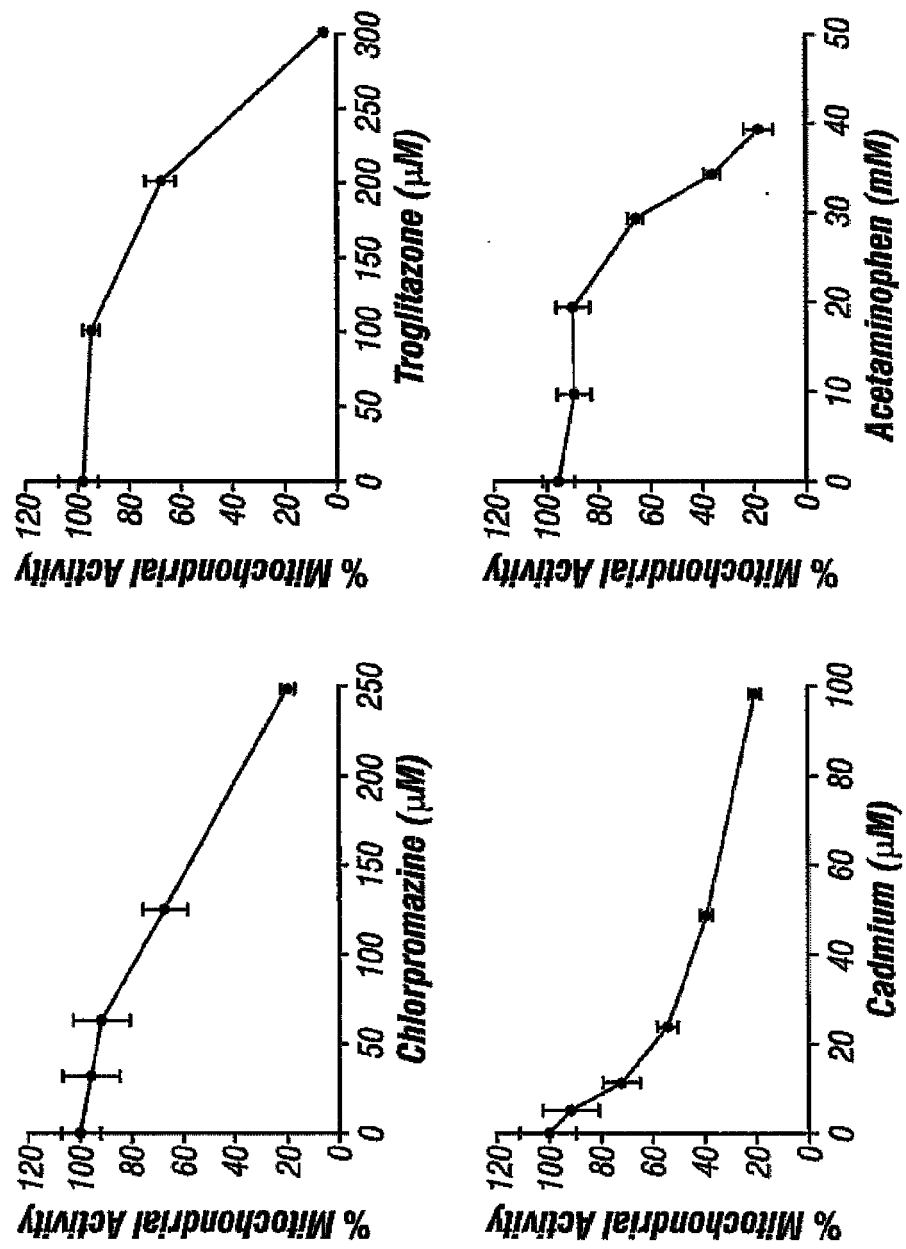 % Mitochondrial Activity
120
100
80
60
40
20
0
0 50 100 150 200 250
Chlorpromazine (µM)
% Mitochondrial Activity
120
100
80
60
40
20
0
0 50 100 150 200 250 300
Troglitazone (µM)
% Mitochondrial Activity
120
100
80
60
40
20
0
0 20 40 60 80 100
Cadmium (µM)
% Mitochondrial Activity
120
100
80
60
40
20
0
0 10 20 30 40 50
Acetaminophen (mM)